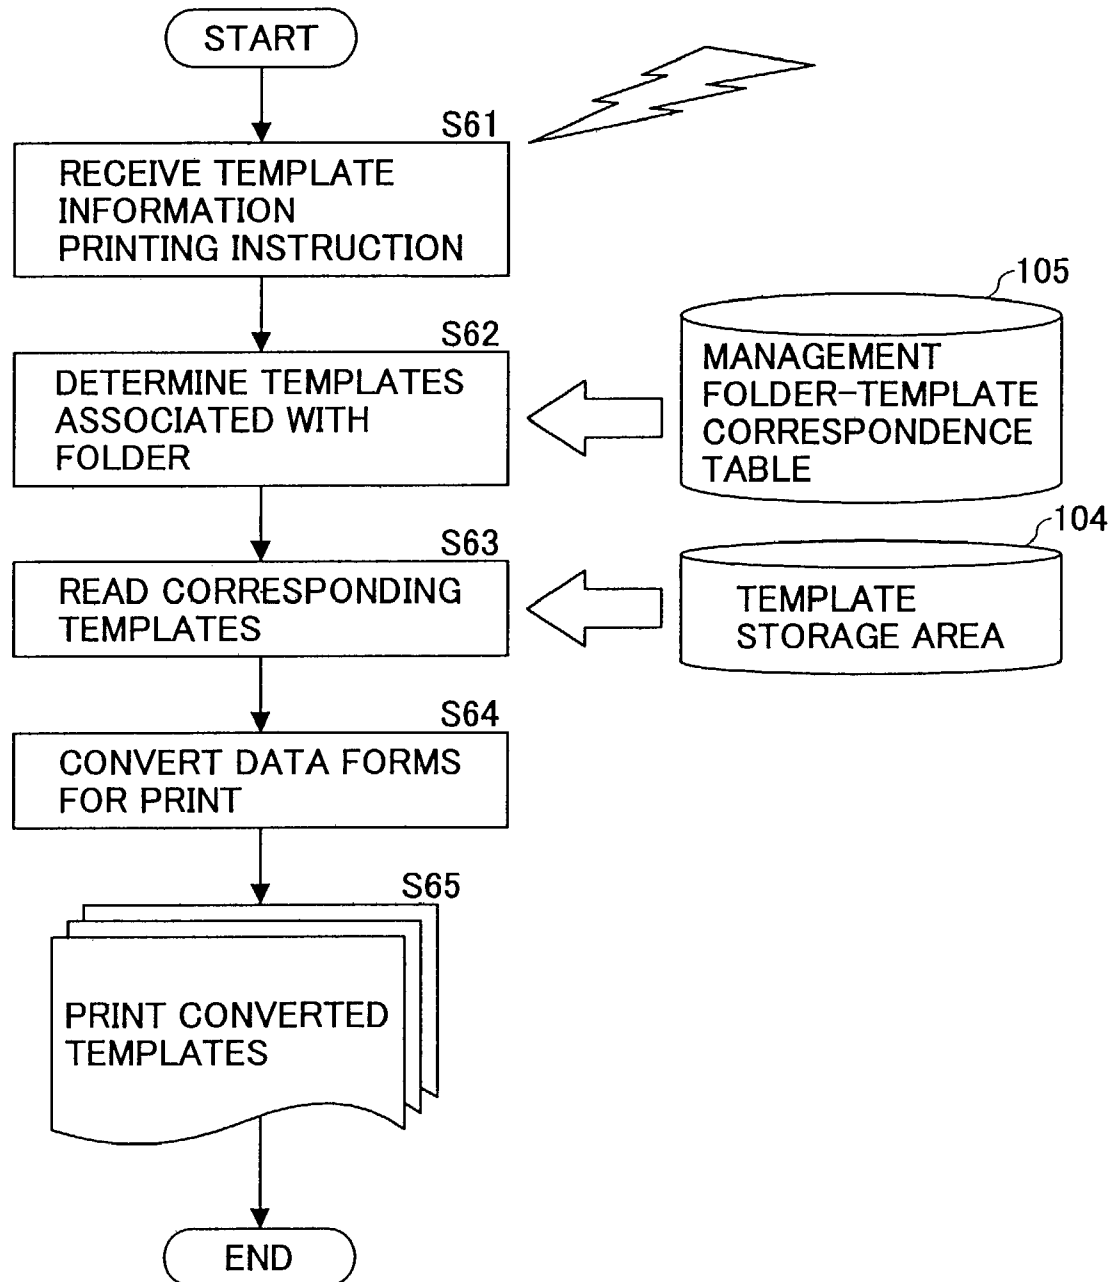 START
S61
RECEIVE TEMPLATE
INFORMATION
PRINTING INSTRUCTION
S62
DETERMINE TEMPLATES
ASSOCIATED WITH
FOLDER
105
MANAGEMENT
FOLDER-TEMPLATE
CORRESPONDENCE
TABLE
S63
READ CORRESPONDING
TEMPLATES
104
TEMPLATE
STORAGE AREA
S64
CONVERT DATA FORMS
FOR PRINT
S65
PRINT CONVERTED
TEMPLATES
END